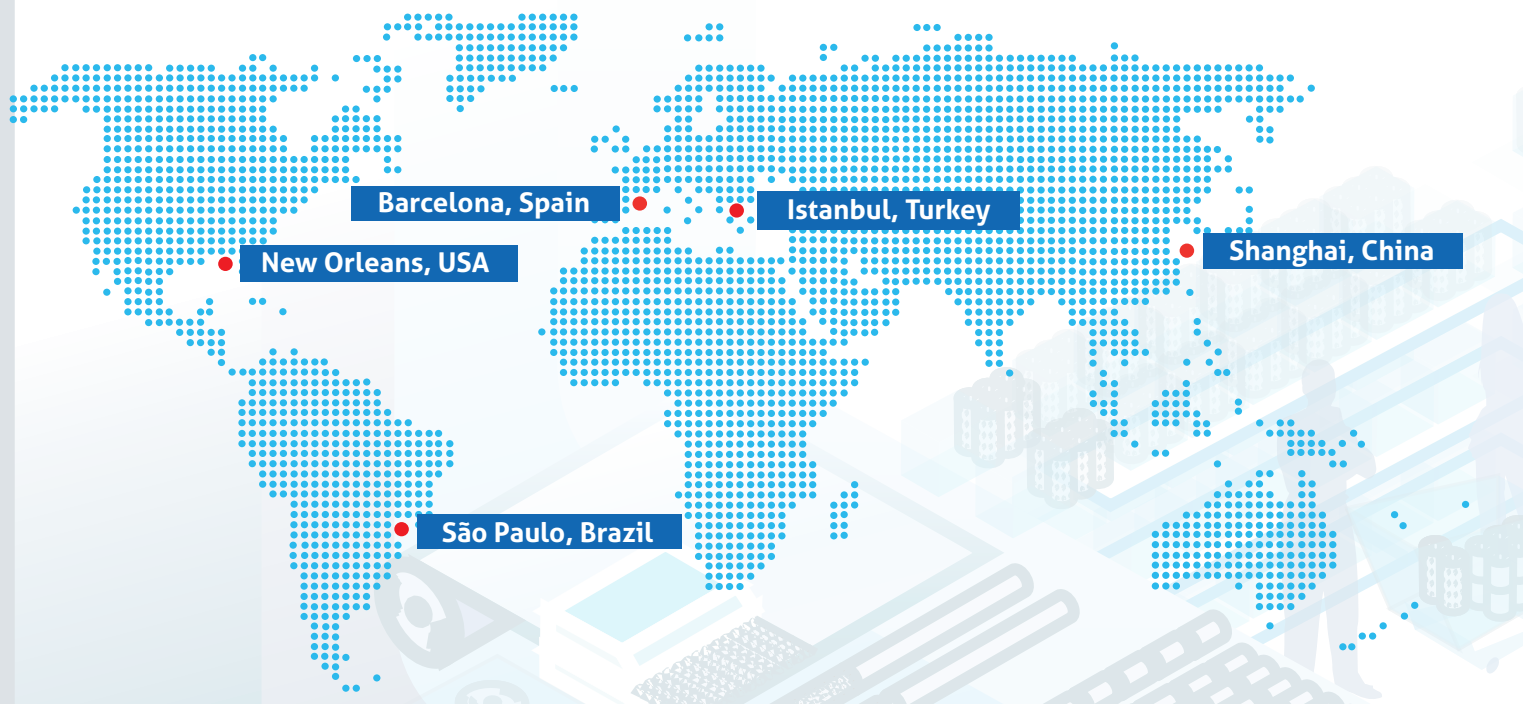 Barcelona, Spain
Istanbul, Turkey
Shanghai, China
New Orleans, USA
São Paulo, Brazil